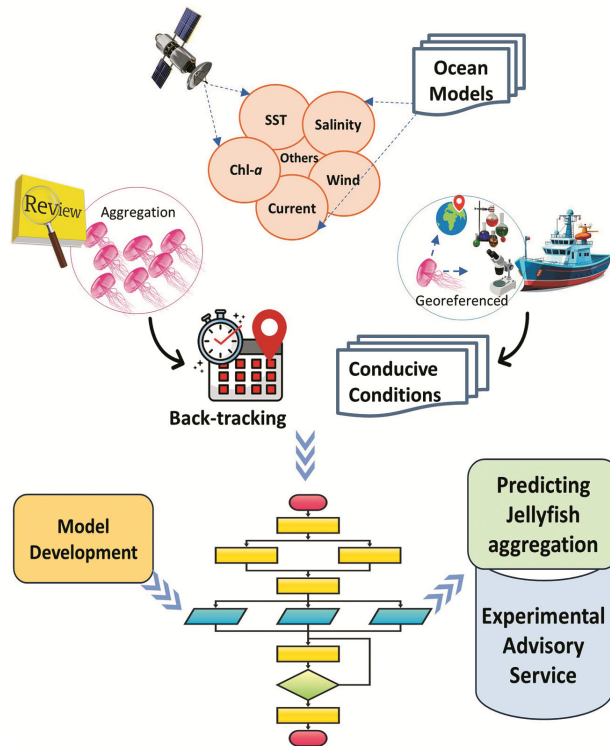 Ocean
Models
SST
Salinity
Others
Chl-a
Wind
Current
Review
Aggregation
Georeferenced
Back-tracking
Conducive
Conditions
Model
Development
Predicting
Jellyfish
aggregation
Experimental
Advisory
Service